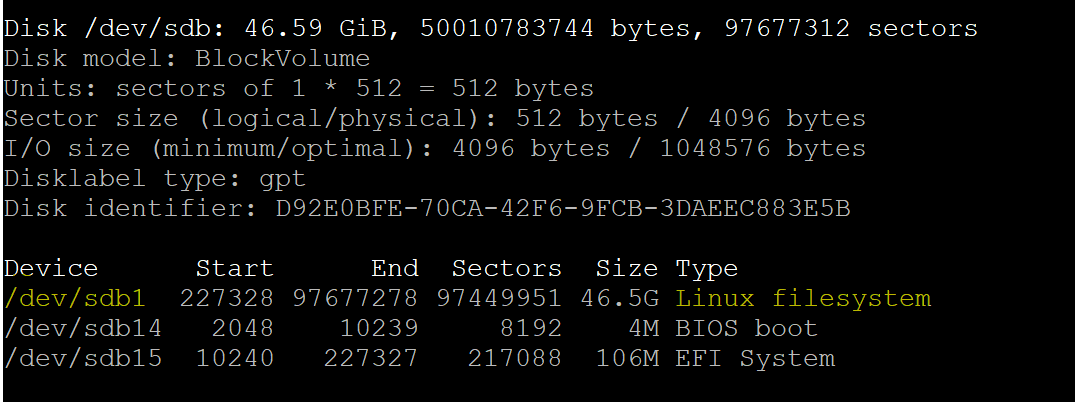 Disk /dev/sdb: 46.59 GiB, 50010783744 bytes, 97677312 sectors
Disk model: BlockVolume
Units: sectors of 1 * 512 = 512 bytes
Sector size (logical/physical): 512 bytes / 4096 bytes
I/O size (minimum/optimal): 4096 bytes / 1048576 bytes
Disklabel type: gpt
Disk identifier: D92E0BFE-70CA-42F6-9FCB-3DAEEC883E5B

Device      Start      End  Sectors  Size Type
/dev/sdb1  227328 97677278 97449951 46.5G Linux filesystem
/dev/sdb14   2048    10239     8192    4M BIOS boot
/dev/sdb15  10240   227327   217088  106M EFI System